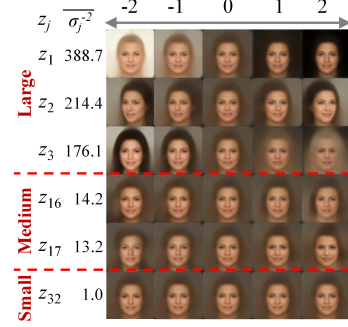 z_j  \overline{σ_j^{-2}}  -2  -1  0  1  2
Large
z_1  388.7
z_2  214.4
z_3  176.1
Medium
z_16  14.2
z_17  13.2
Small
z_32  1.0